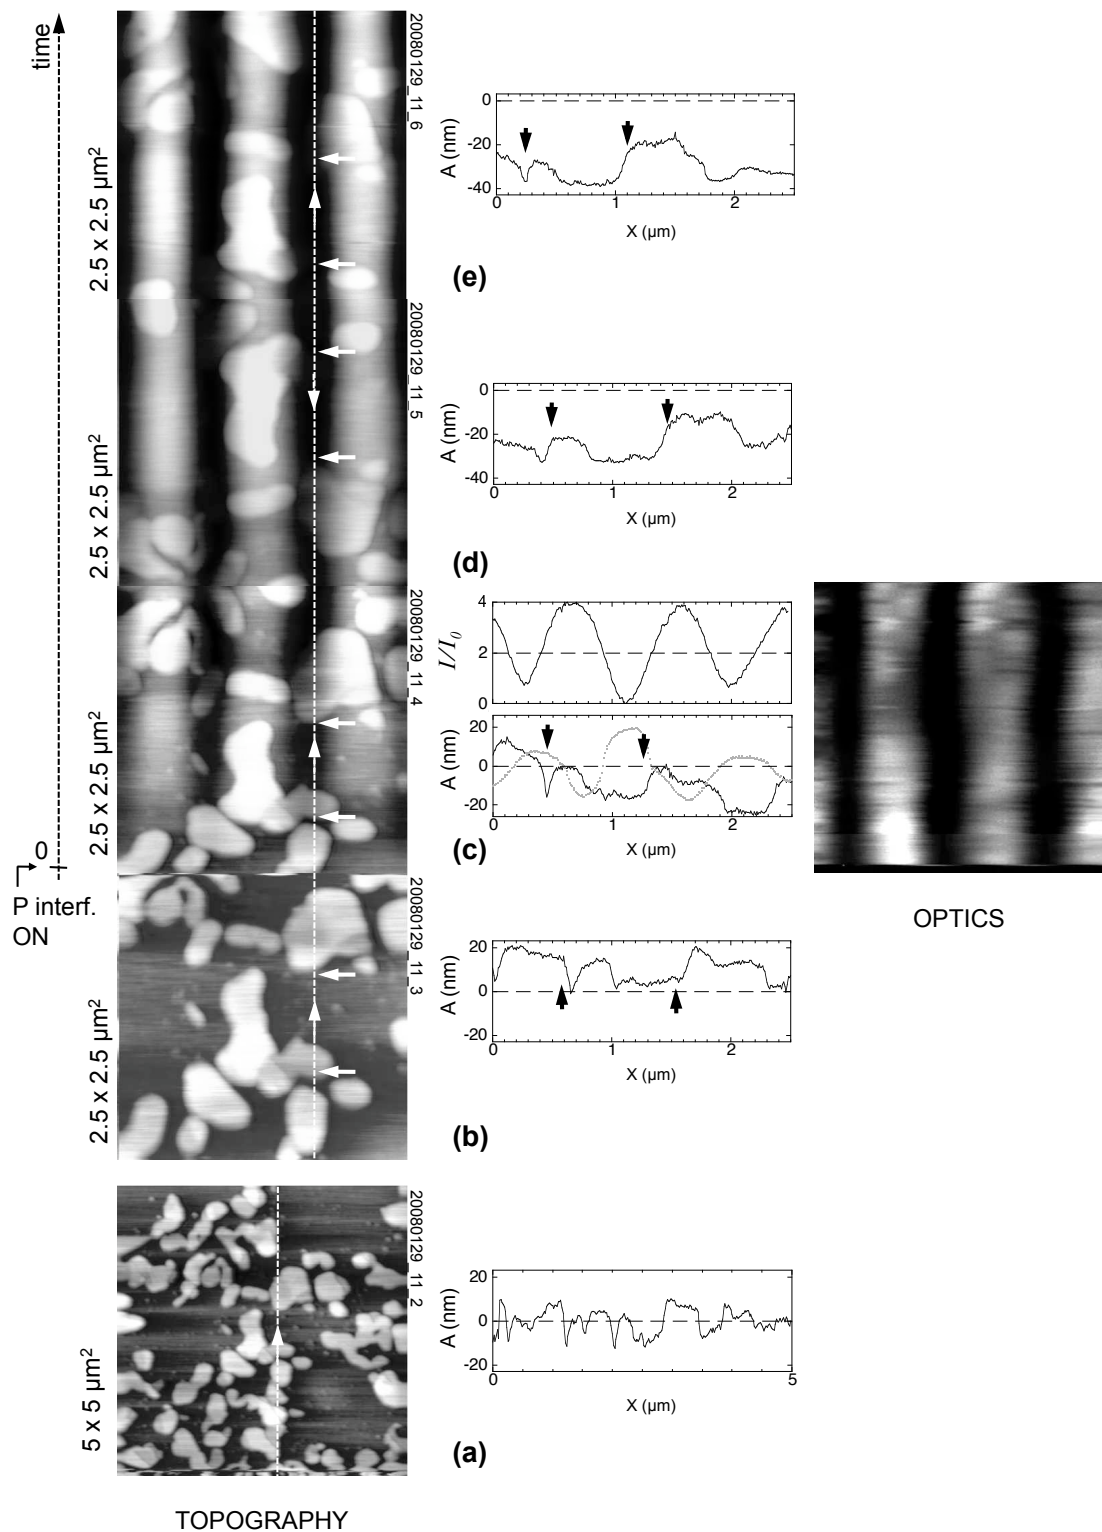 time
2.5 x 2.5 µm²
20080129_11_6
0
-20
-40
A (nm)
0
1
2
X (µm)
(e)
2.5 x 2.5 µm²
20080129_11_5
0
-20
-40
A (nm)
0
1
2
X (µm)
(d)
2.5 x 2.5 µm²
20080129_11_4
4
2
0
I/I₀
20
0
-20
A (nm)
0
1
2
X (µm)
(c)
OPTICS
0
P interf.
ON
2.5 x 2.5 µm²
20080129_11_3
20
0
-20
A (nm)
0
1
2
X (µm)
(b)
5 x 5 µm²
20080129_11_2
20
0
-20
A (nm)
0
5
X (µm)
(a)
TOPOGRAPHY